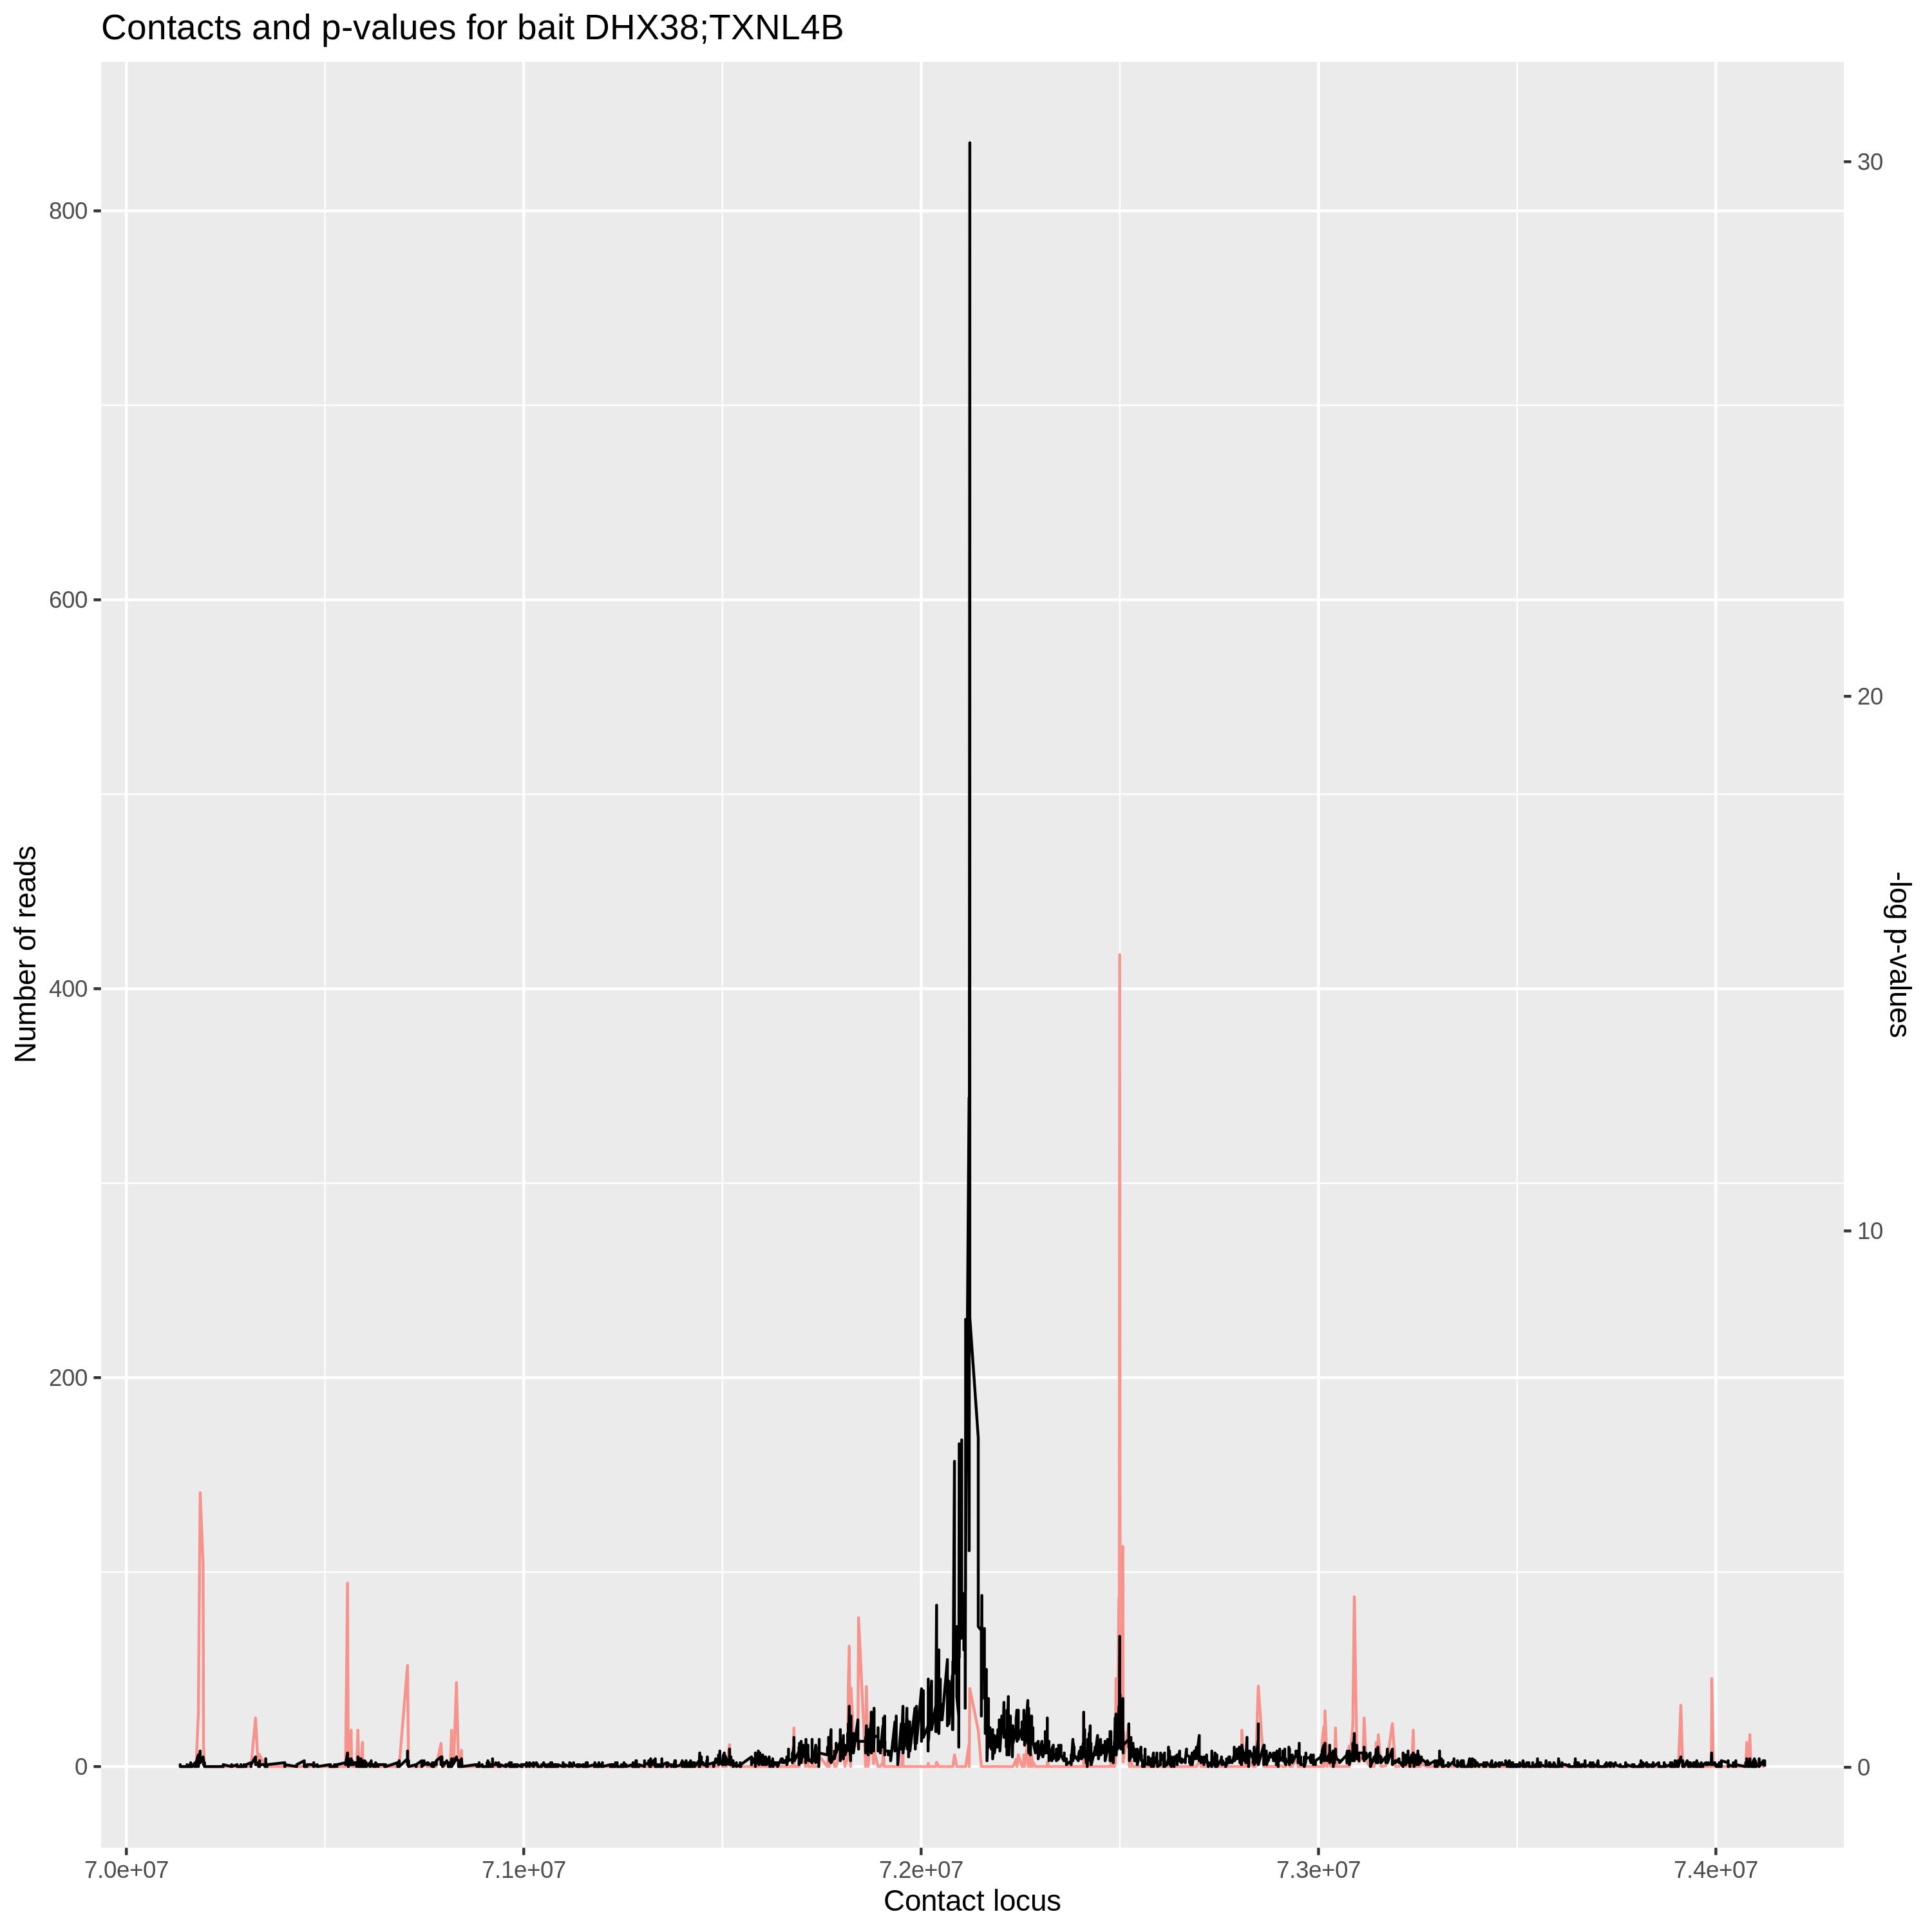 Contacts and p-values for bait DHX38;TXNL4B
800
600
400
200
0
Number of reads
30
20
10
0
-log p-values
7.0e+07
7.1e+07
7.2e+07
7.3e+07
7.4e+07
Contact locus